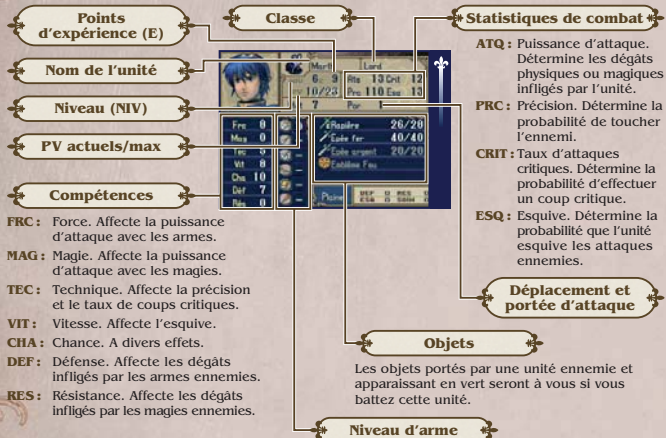 Points
d'expérience (E)
Nom de l'unité
Niveau (NIV)
PV actuels/max
Compétences
FRC : Force. Affecte la puissance
d'attaque avec les armes.
MAG : Magie. Affecte la puissance
d'attaque avec les magies.
TEC : Technique. Affecte la précision
et le taux de coups critiques.
VIT : Vitesse. Affecte l'esquive.
CHA : Chance. A divers effets.
DEF : Défense. Affecte les dégâts
infligés par les armes ennemies.
RES : Résistance. Affecte les dégâts
infligés par les magies ennemies.
Classe
Lord
13 Crit 12
Pre 110 Esq 13
10/23
7 Por 1
Frc 8
Mag 0
Tec 5
Vit 8
Cha 10
Déf 7
Rés 0
Rapière 26/28
Epée fer 40/40
Epée argent 20/20
Emblème Feu
Plaine
Statistiques de combat
ATQ : Puissance d'attaque.
Détermine les dégâts
physiques ou magiques
infligés par l'unité.
PRC : Précision. Détermine la
probabilité de toucher
l'ennemi.
CRIT : Taux d'attaques
critiques. Détermine la
probabilité d'effectuer
un coup critique.
ESQ : Esquive. Détermine la
probabilité que l'unité
esquive les attaques
ennemies.
Déplacement et
portée d'attaque
Objets
Les objets portés par une unité ennemie et
apparaissant en vert seront à vous si vous
battez cette unité.
Niveau d'arme